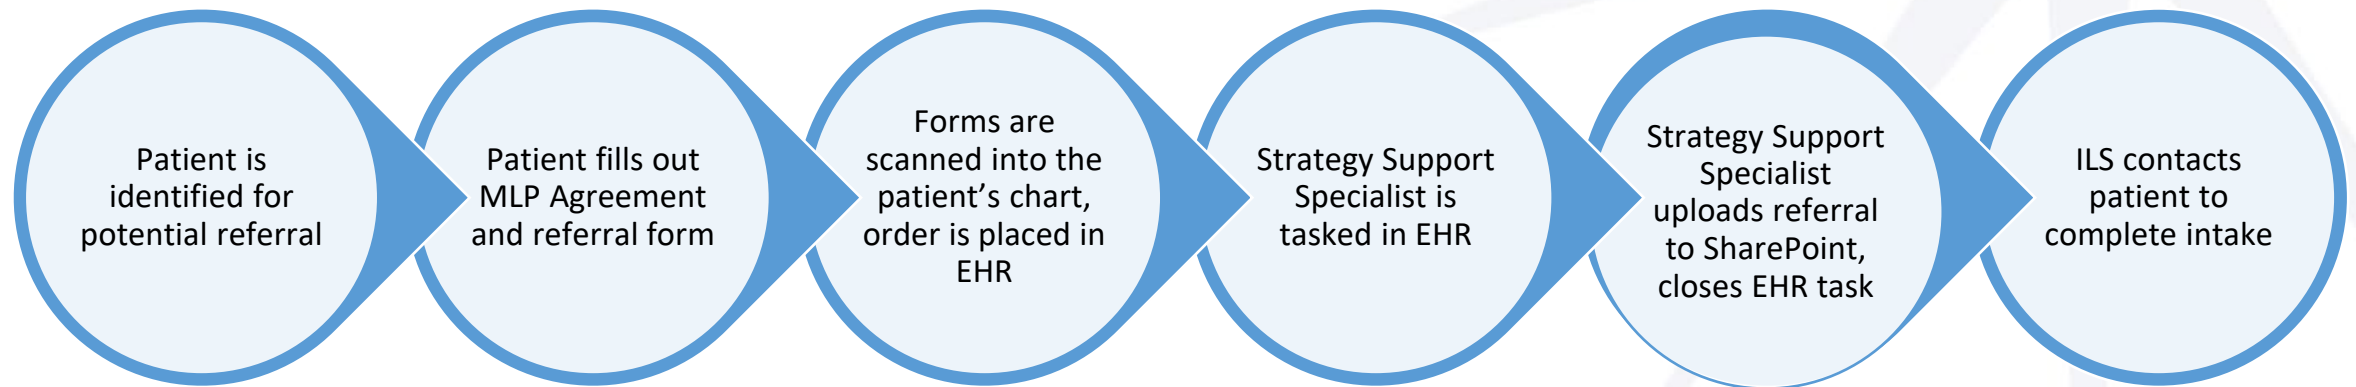 Patient is
identified for
potential referral
Patient fills out
MLP Agreement
and referral form
Forms are
scanned into the
patient’s chart,
order is placed in
EHR
Strategy Support
Specialist is
tasked in EHR
Strategy Support
Specialist
uploads referral
to SharePoint,
closes EHR task
ILS contacts
patient to
complete intake